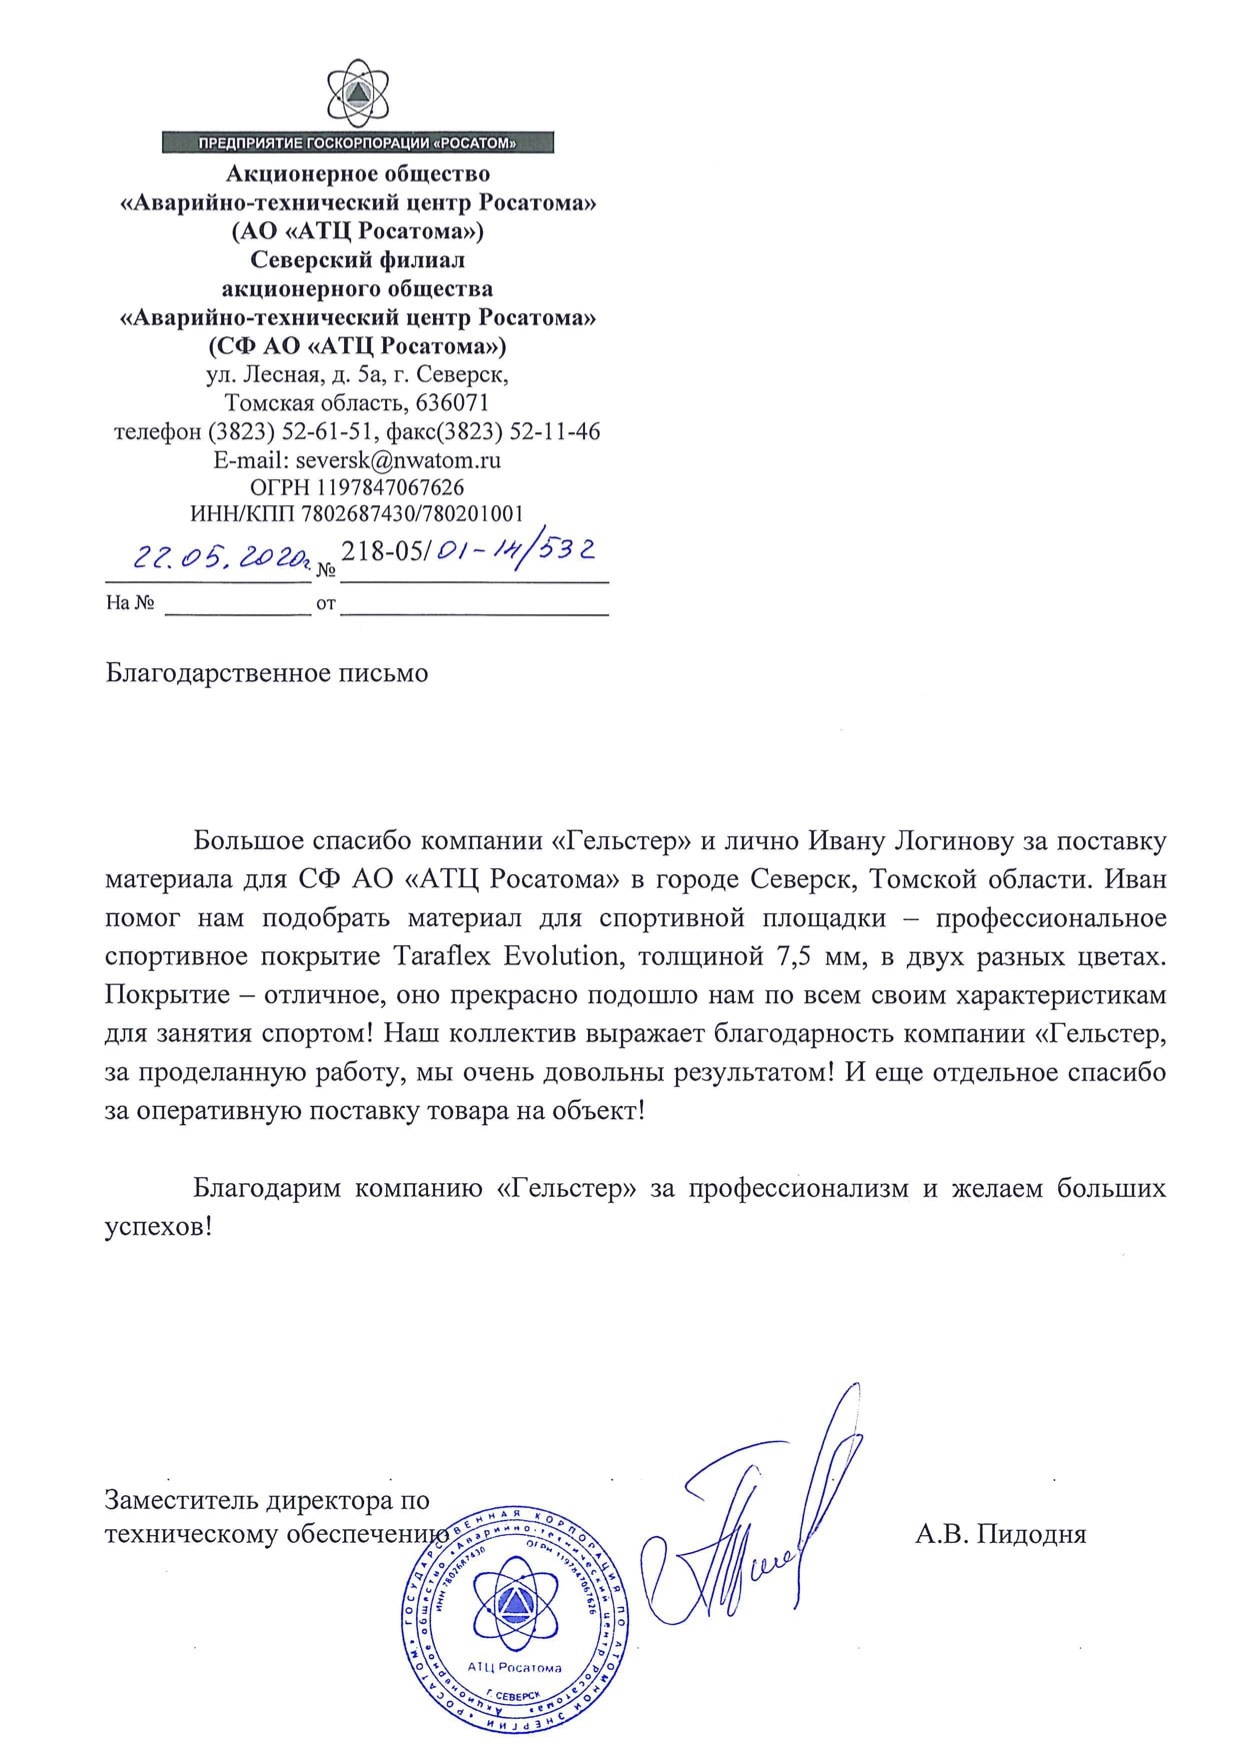 ПРЕДПРИЯТИЕ ГОСКОРПОРАЦИИ «РОСАТОМ»
Акционерное общество
«Аварийно-технический центр Росатома»
(АО «АТЦ Росатома»)
Северский филиал
акционерного общества
«Аварийно-технический центр Росатома»
(СФ АО «АТЦ Росатома»)
ул. Лесная, д. 5а, г. Северск,
Томская область, 636071
телефон (3823) 52-61-51, факс(3823) 52-11-46
E-mail: seversk@nwatom.ru
ОГРН 1197847067626
ИНН/КПП 7802687430/780201001
22.05.2020г. № 218-05/01-14/532
На № от
Благодарственное письмо
Большое спасибо компании «Гельстер» и лично Ивану Логинову за поставку
материала для СФ АО «АТЦ Росатома» в городе Северск, Томской области. Иван
помог нам подобрать материал для спортивной площадки – профессиональное
спортивное покрытие Taraflex Evolution, толщиной 7,5 мм, в двух разных цветах.
Покрытие – отличное, оно прекрасно подошло нам по всем своим характеристикам
для занятия спортом! Наш коллектив выражает благодарность компании «Гельстер,
за проделанную работу, мы очень довольны результатом! И еще отдельное спасибо
за оперативную поставку товара на объект!
Благодарим компанию «Гельстер» за профессионализм и желаем больших
успехов!
Заместитель директора по
техническому обеспечению
А.В. Пидодня
ГОСУДАРСТВЕННАЯ КОРПОРАЦИЯ ПО АТОМНОЙ ЭНЕРГИИ «РОСАТОМ»
Акционерное общество «Аварийно-технический центр Росатома»
ИНН 7802687430
ОГРН 1197847067626
АТЦ Росатома
Г. СЕВЕРСК